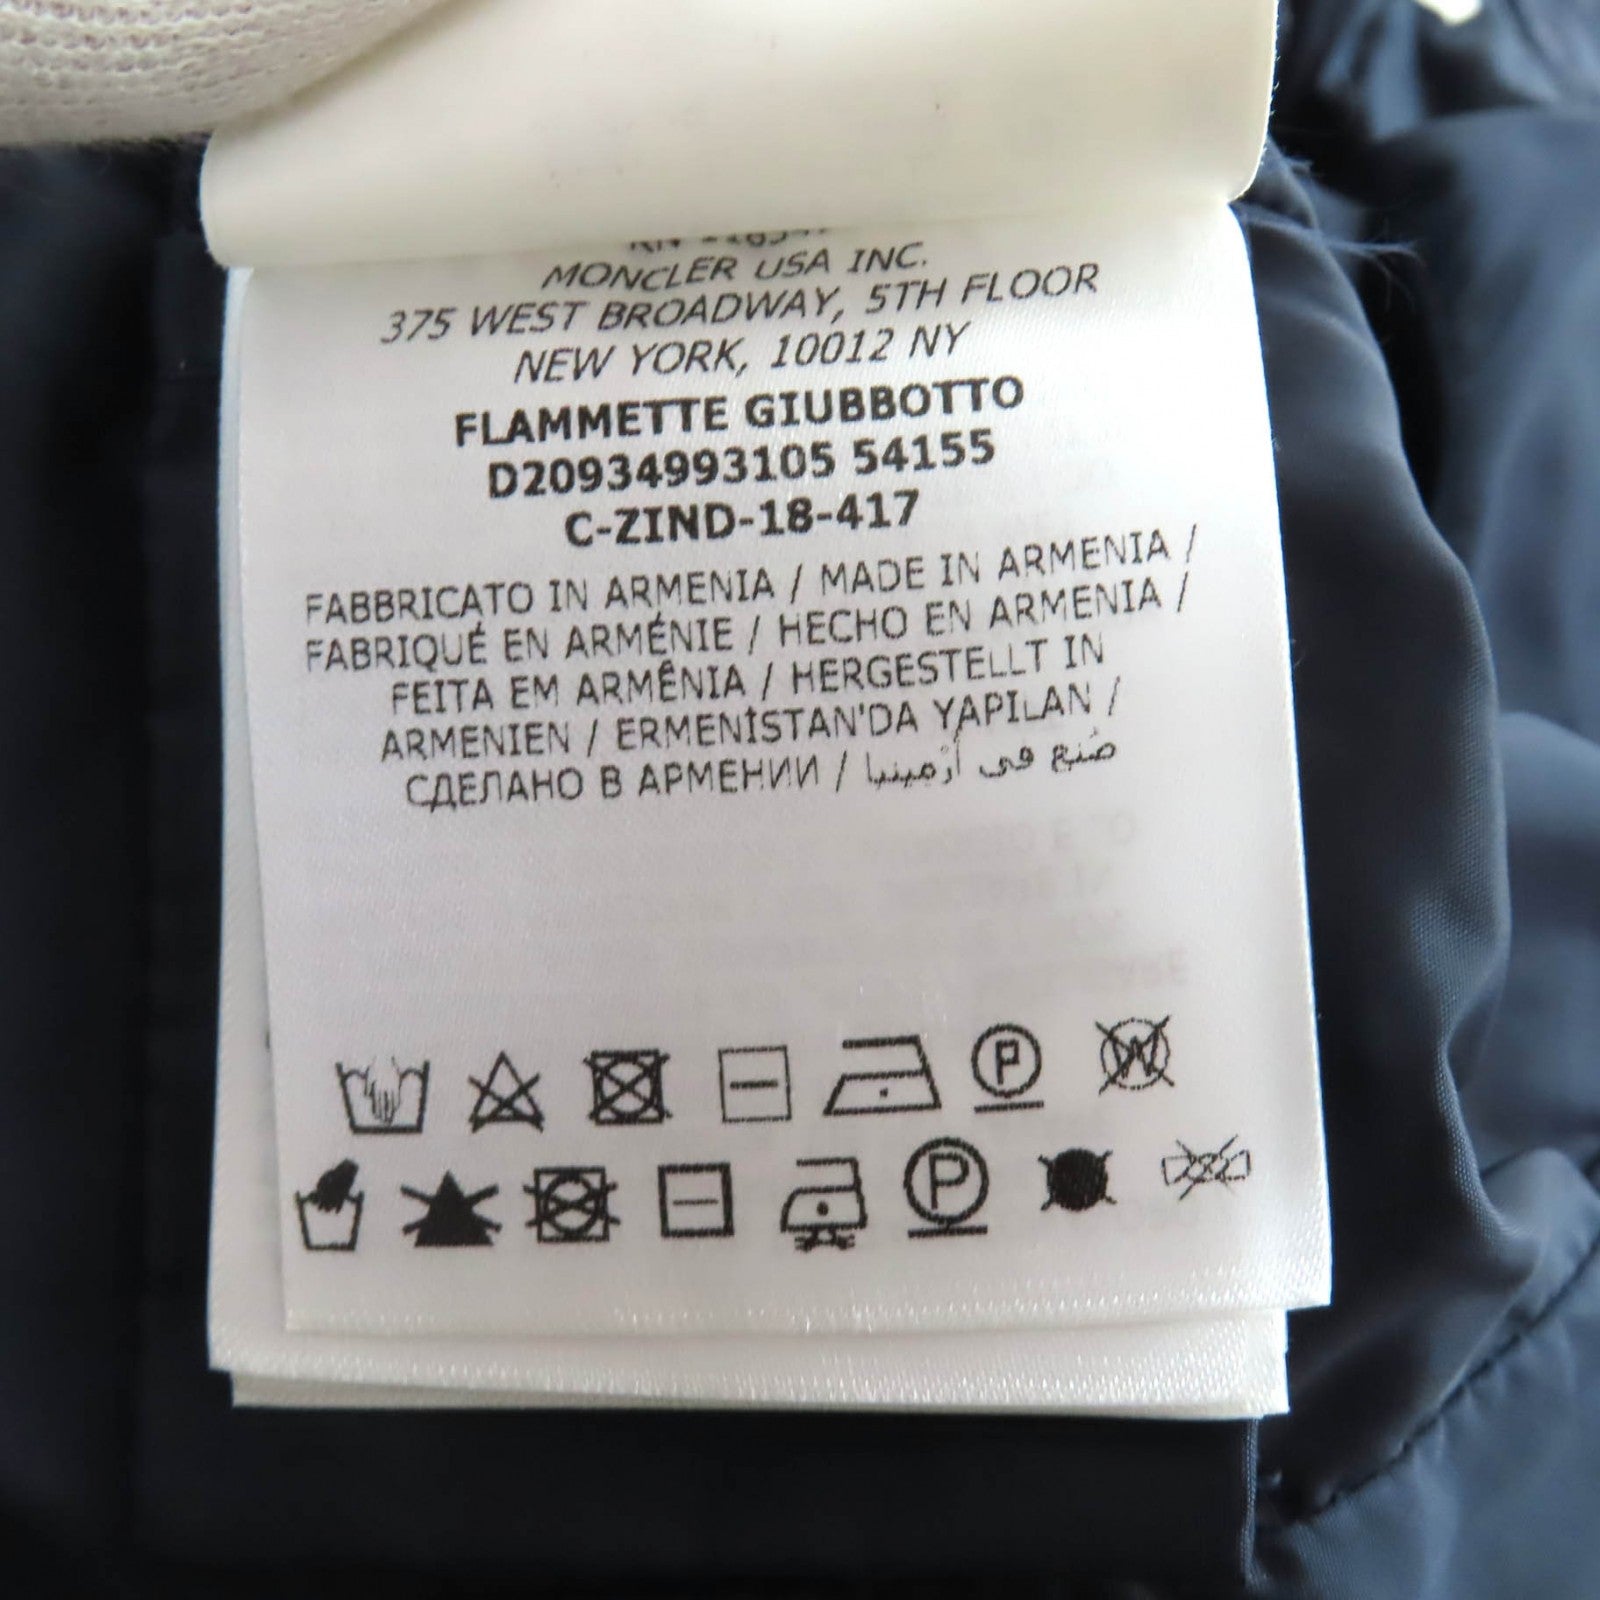 MONCLER USA INC.
375 WEST BROADWAY, 5TH FLOOR
NEW YORK, 10012 NY
FLAMMETTE GIUBBOTTO
D20934993105 54155
C-ZIND-18-417
FABBRICATO IN ARMENIA / MADE IN ARMENIA /
FABRIQUÉ EN ARMÉNIE / HECHO EN ARMENIA /
FEITA EM ARMÊNIA / HERGESTELLT IN
ARMENIEN / ERMENİSTAN'DA YAPILAN /
СДЕЛАНО В АРМЕНИИ / صُنع في أرمينيا
P W
P